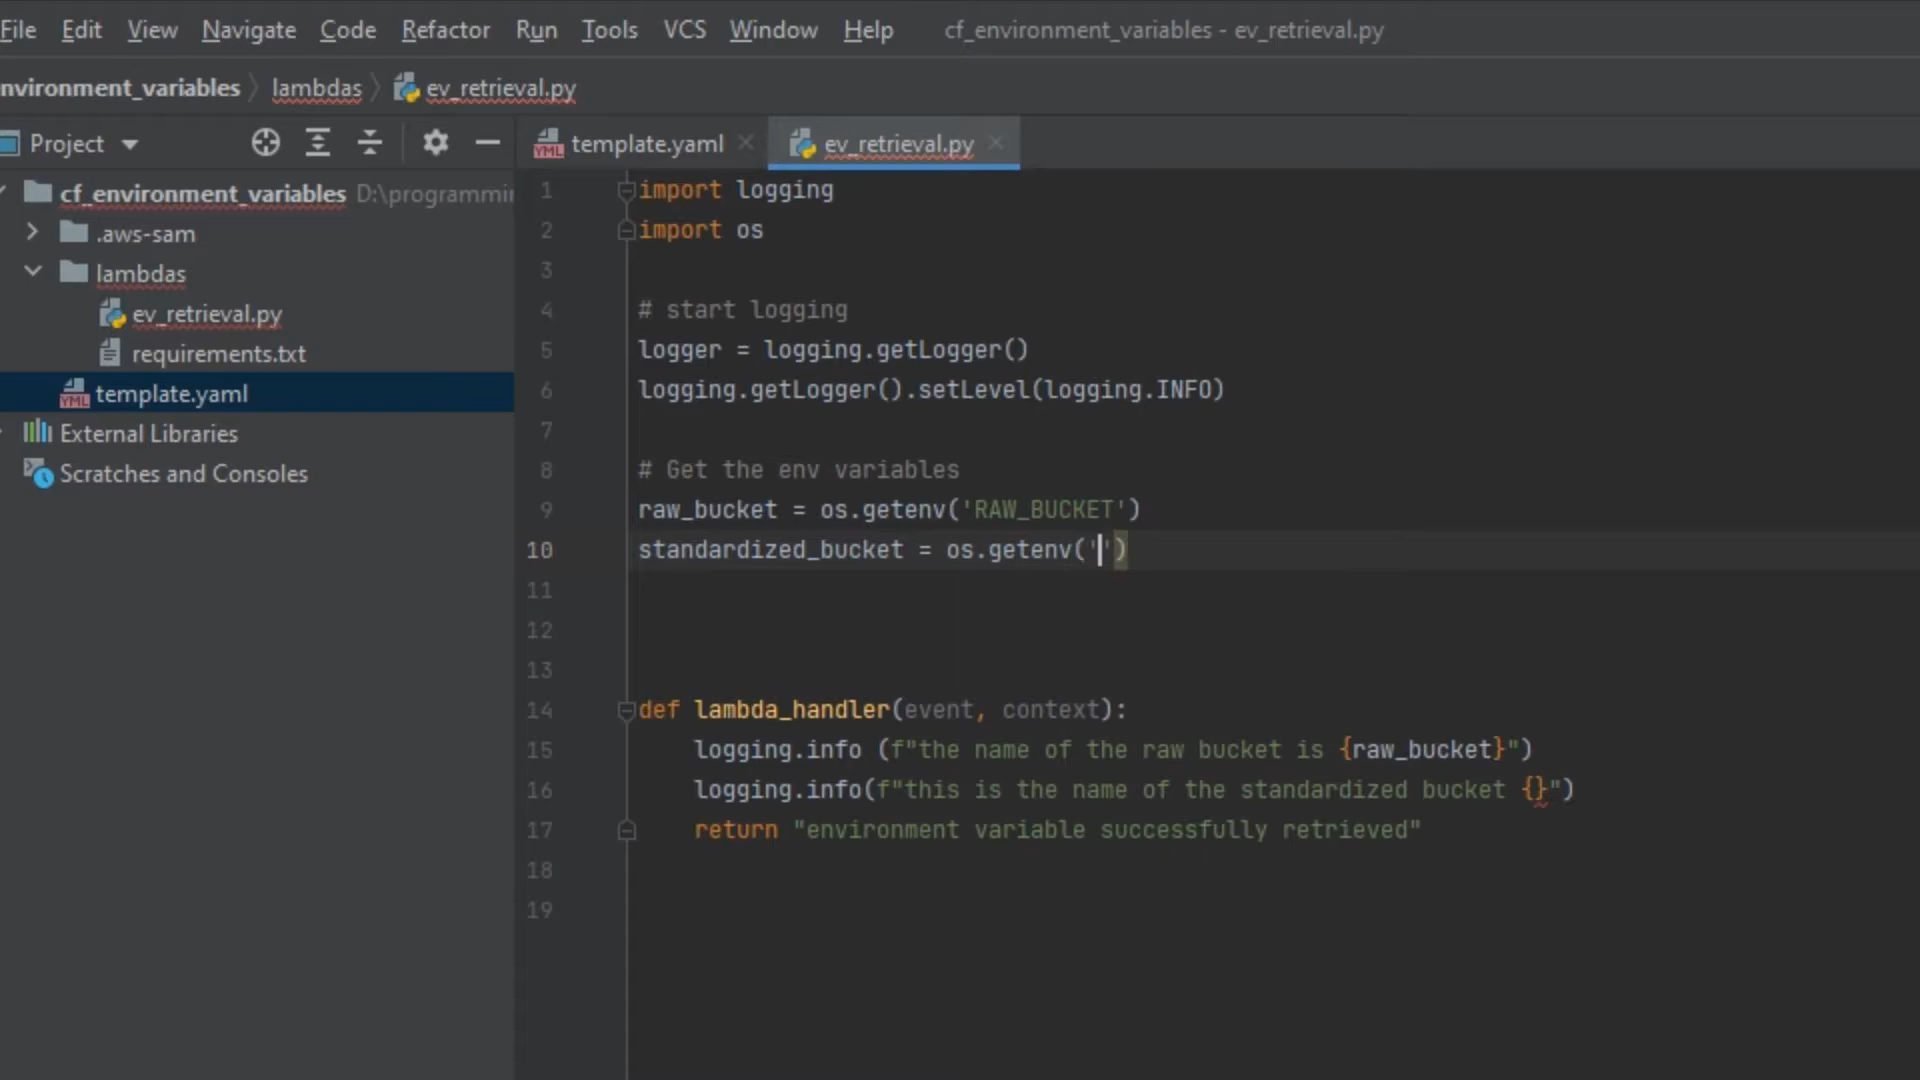 File Edit View Navigate Code Refactor Run Tools VCS Window Help cf_environment_variables - ev_retrieval.py
nvironment_variables lambdas ev_retrieval.py
Project
template.yaml
ev_retrieval.py
cf_environment_variables D:\programmin
.aws-sam
lambdas
ev_retrieval.py
requirements.txt
template.yaml
External Libraries
Scratches and Consoles
1 import logging
2 import os
3
4 # start logging
5 logger = logging.getLogger()
6 logging.getLogger().setLevel(logging.INFO)
7
8 # Get the env variables
9 raw_bucket = os.getenv('RAW_BUCKET')
10 standardized_bucket = os.getenv('')
11
12
13
14 def lambda_handler(event, context):
15 logging.info (f"the name of the raw bucket is {raw_bucket}")
16 logging.info(f"this is the name of the standardized bucket {}")
17 return "environment variable successfully retrieved"
18
19